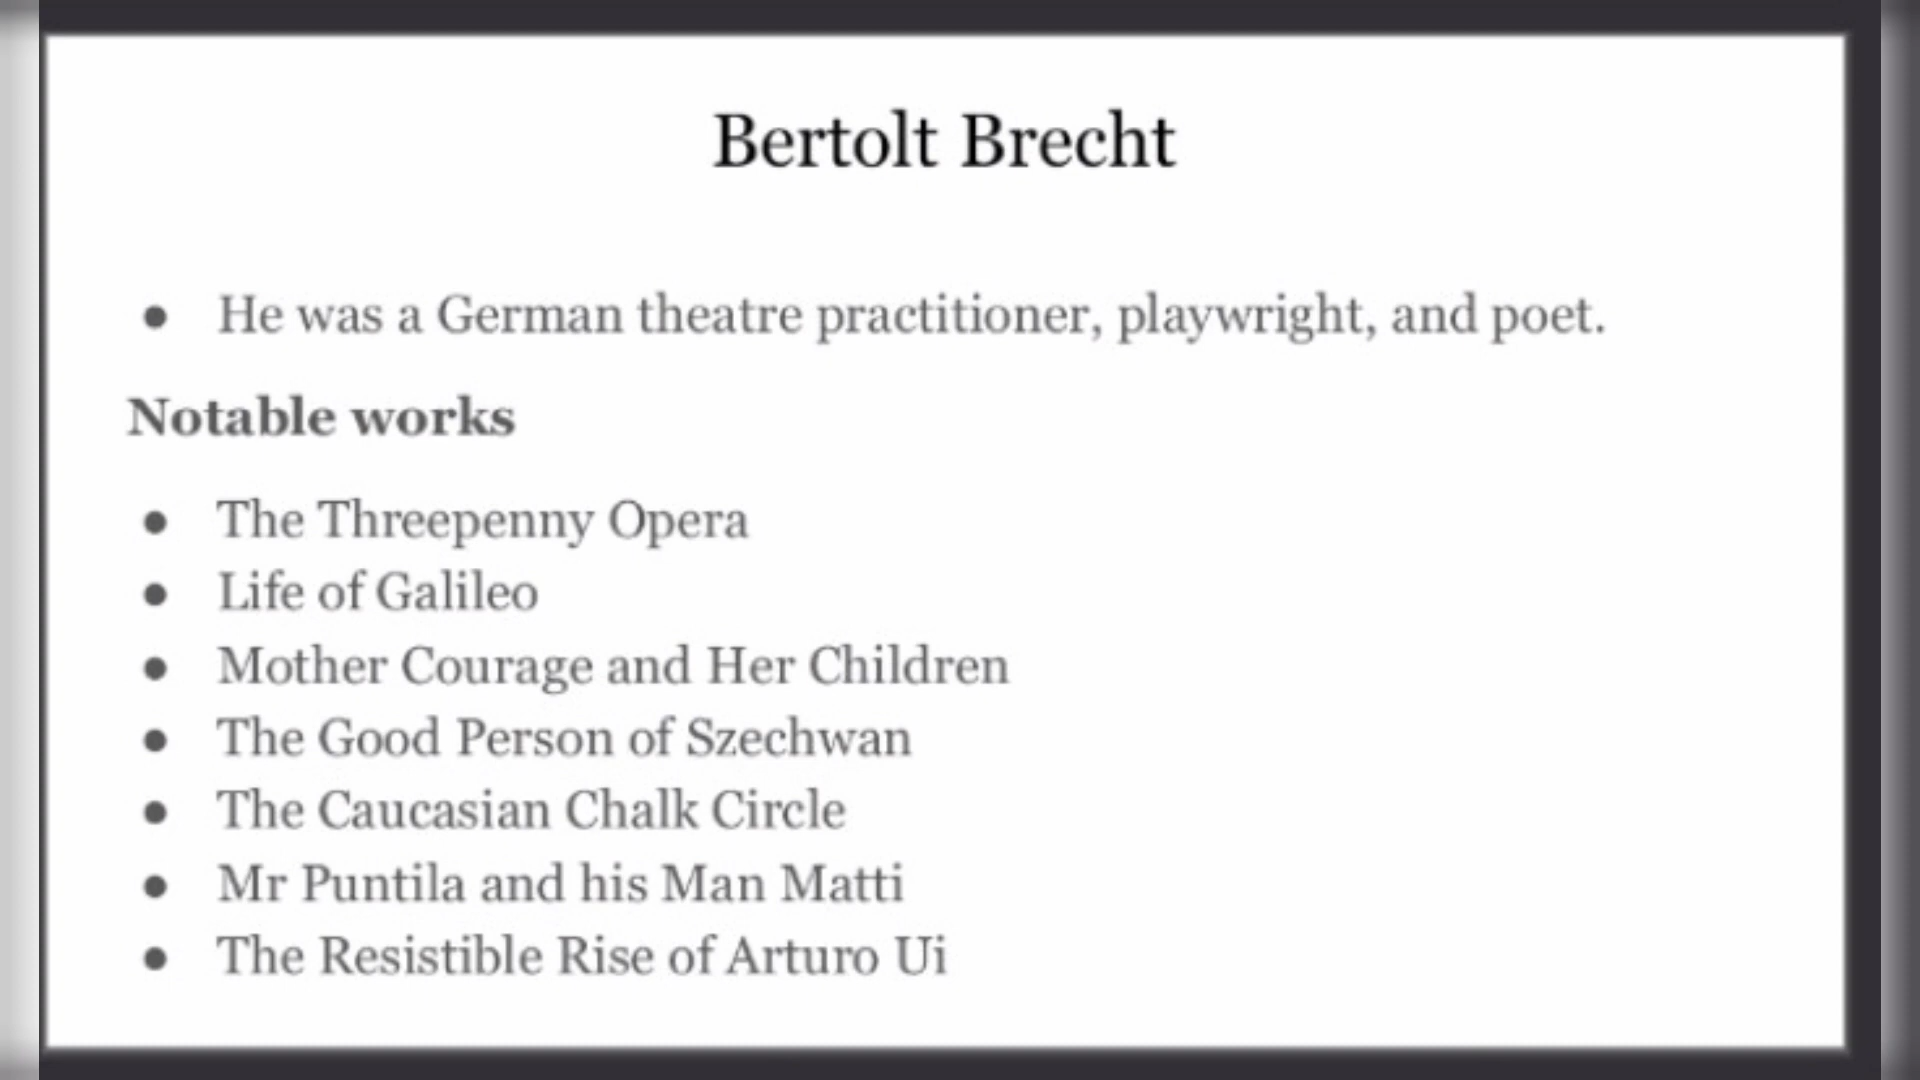 Bertolt Brecht
● He was a German theatre practitioner, playwright, and poet.
Notable works
● The Threepenny Opera
● Life of Galileo
● Mother Courage and Her Children
● The Good Person of Szechwan
● The Caucasian Chalk Circle
● Mr Puntila and his Man Matti
● The Resistible Rise of Arturo Ui